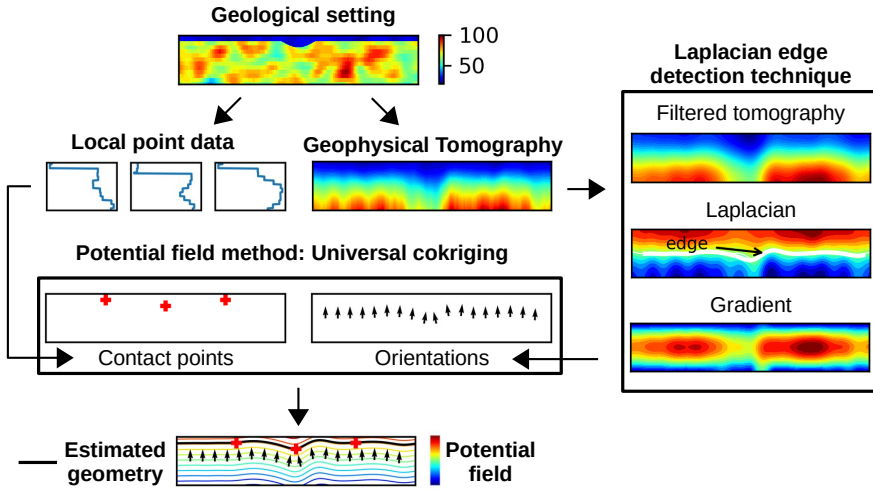 Geological setting
100
50
Laplacian edge
detection technique
Filtered tomography
Local point data
Geophysical Tomography
Laplacian
edge
Potential field method: Universal cokriging
Gradient
Contact points
Orientations
Estimated
geometry
Potential
field